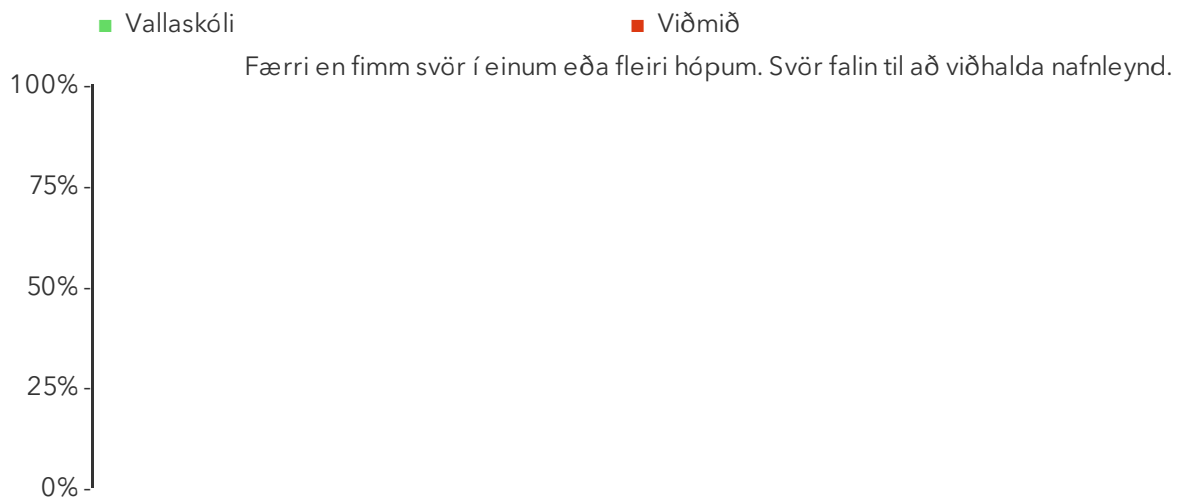 Vallaskóli Viðmið
Færri en fimm svör í einum eða fleiri hópum. Svör falin til að viðhalda nafnleynd.
100%
75%
50%
25%
0%